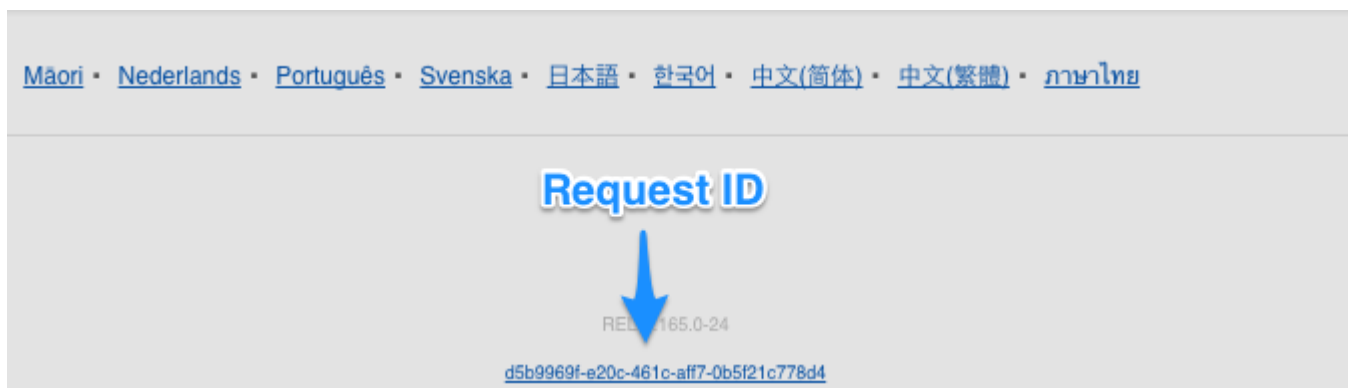 Māori ▪ Nederlands ▪ Português ▪ Svenska ▪ 日本語 ▪ 한국어 ▪ 中文(简体) ▪ 中文(繁體) ▪ ภาษาไทย
Request ID
165.0-24
d5b9969f-e20c-461c-aff7-0b5f21c778d4